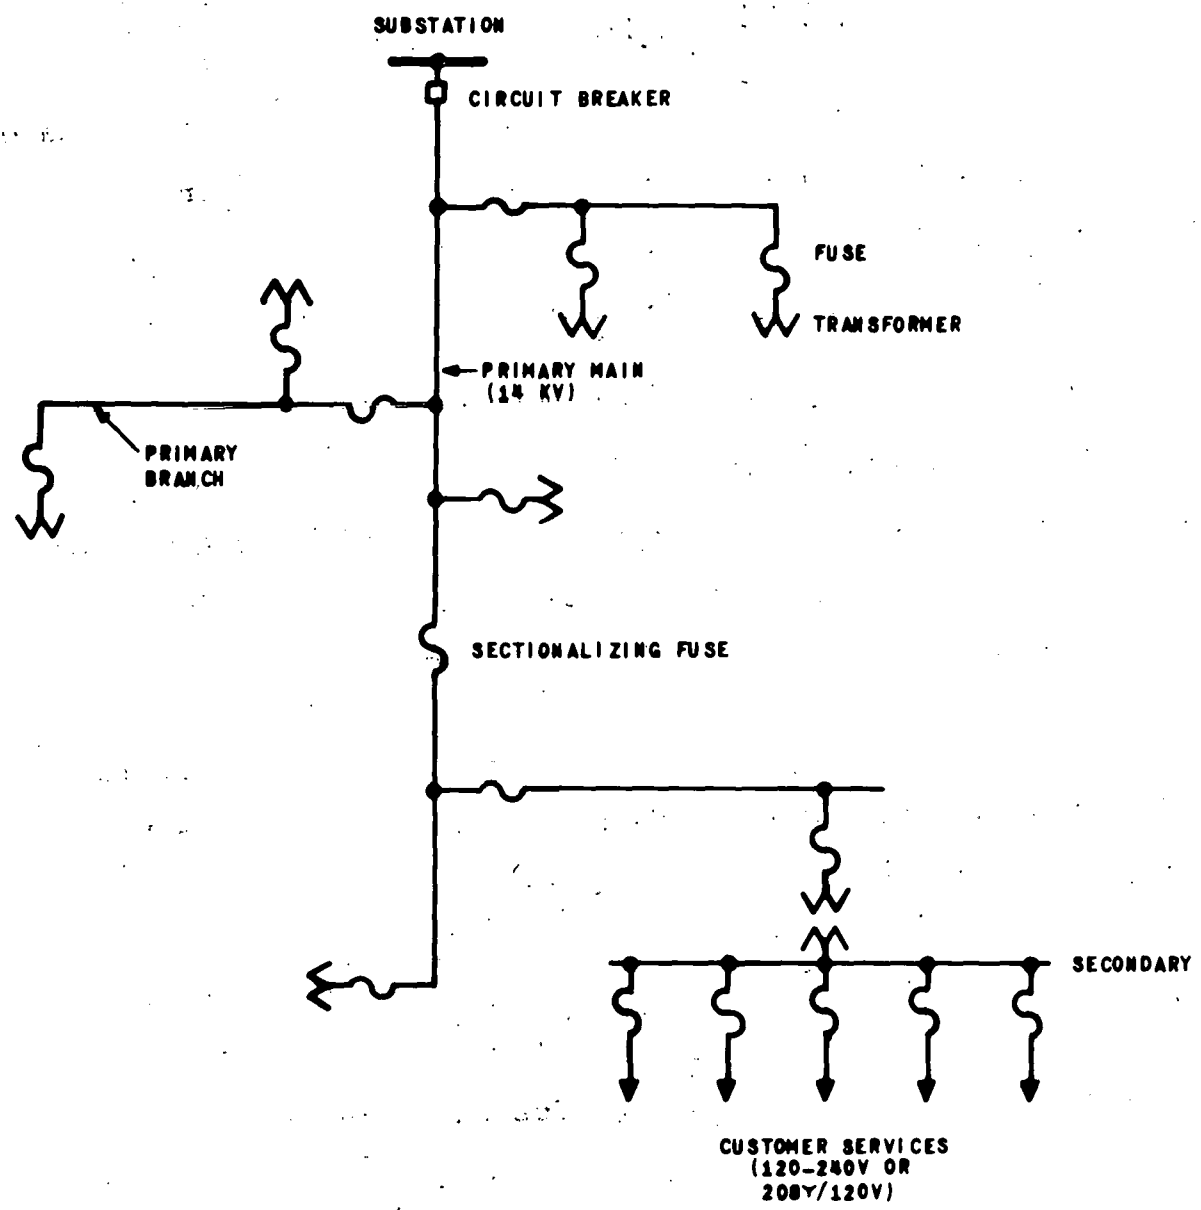 SUBSTATION
CIRCUIT BREAKER
FUSE
TRANSFORMER
PRIMARY MAIN
(14 KV)
PRIMARY
BRANCH
SECTIONALIZING FUSE
SECONDARY
CUSTOMER SERVICES
(120-240V OR
208Y/120V)